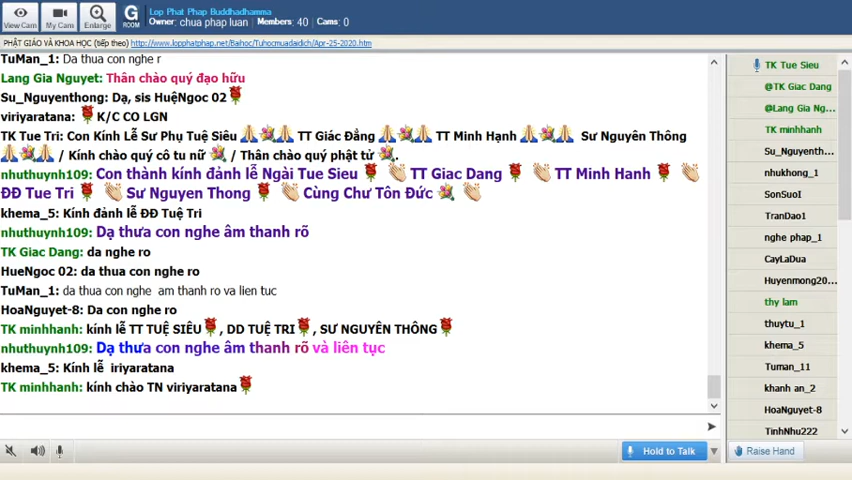 View Cam
My Cam
Enlarge
G
ROOM
Lop Phat Phap Buddhadhamma
Owner: chua phap luan Members: 40 Cams: 0
PHẬT GIÁO VÀ KHOA HỌC (tiếp theo) http://www.lopphatphap.net/Baihoc/Tuhocmuadaidich/Apr-25-2020.htm
TuMan_1: Da thua con nghe r
Lang Gia Nguyet: Thân chào quý đạo hữu
Su_Nguyenthong: Dạ, sis HuệNgoc 02
viriyaratana: K/C CO LGN
TK Tue Tri: Con Kính Lễ Sư Phụ Tuệ Siêu TT Giác Đẳng TT Minh Hạnh Sư Nguyên Thông
/ Kính chào quý cô tu nữ / Thân chào quý phật tử .
nhuthuynh109: Con thành kính đảnh lễ Ngài Tue Sieu TT Giac Dang TT Minh Hanh
ĐĐ Tue Tri Sư Nguyen Thong Cùng Chư Tôn Đức
khema_5: Kính đảnh lễ ĐĐ Tuệ Tri
nhuthuynh109: Dạ thưa con nghe âm thanh rõ
TK Giac Dang: da nghe ro
HueNgoc 02: da thua con nghe ro
TuMan_1: da thua con nghe am thanh ro va lien tuc
HoaNguyet-8: Da con nghe ro
TK minhhanh: kính lễ TT TUỆ SIÊU , DD TUỆ TRI , SƯ NGUYÊN THÔNG
nhuthuynh109: Dạ thưa con nghe âm thanh rõ và liên tục
khema_5: Kính lễ iriyaratana
TK minhhanh: kính chào TN viriyaratana
Hold to Talk
TK Tue Sieu
@TK Giac Dang
@Lang Gia Ng...
TK minhhanh
Su_Nguyenth...
nhukhong_1
SonSuoI
TranDao1
nghe phap_1
CayLaDua
Huyenmong20...
thy lam
thuytu_1
khema_5
Tuman_11
khanh an_2
HoaNguyet-8
TinhNhu222
Raise Hand